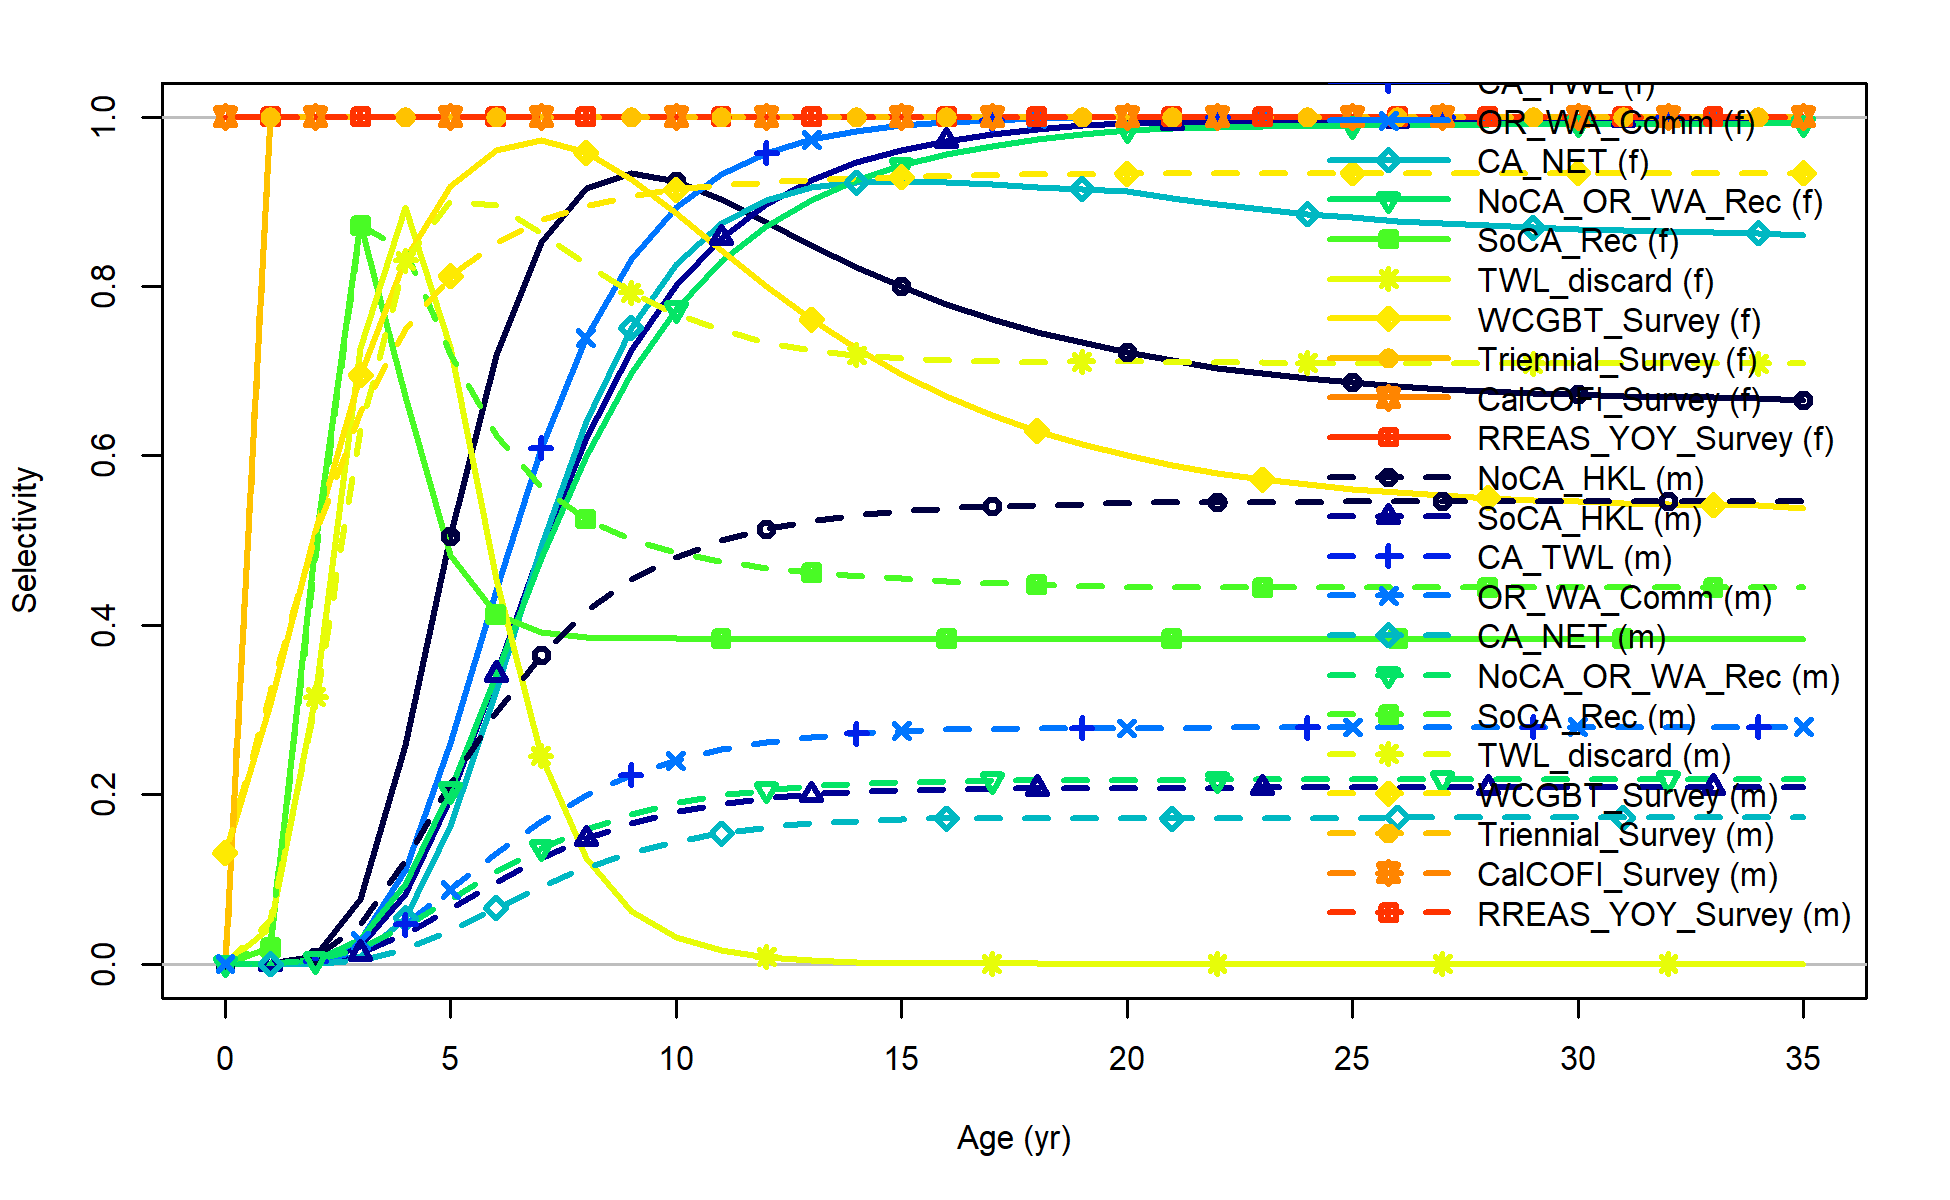 CA_TWL (f)
OR_WA_Comm (f)
CA_NET (f)
NoCA_OR_WA_Rec (f)
SoCA_Rec (f)
TWL_discard (f)
WCGBT_Survey (f)
Triennial_Survey (f)
CalCOFI_Survey (f)
RREAS_YOY_Survey (f)
NoCA_HKL (m)
SoCA_HKL (m)
CA_TWL (m)
OR_WA_Comm (m)
CA_NET (m)
NoCA_OR_WA_Rec (m)
SoCA_Rec (m)
TWL_discard (m)
WCGBT_Survey (m)
Triennial_Survey (m)
CalCOFI_Survey (m)
RREAS_YOY_Survey (m)
Selectivity
1.0
0.8
0.6
0.4
0.2
0.0
0 5 10 15 20 25 30 35
Age (yr)